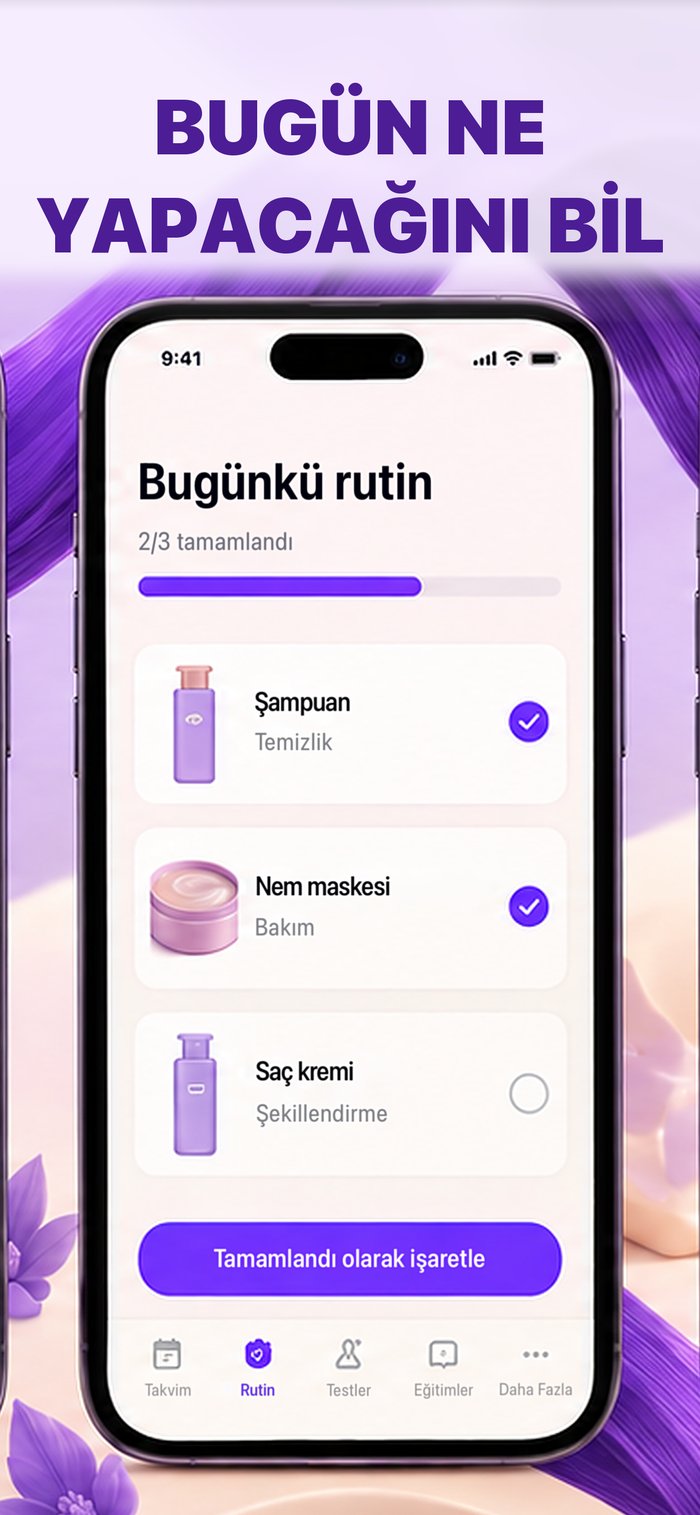 BUGÜN NE
YAPACAĞINI BİL
9:41
Bugünkü rutin
2/3 tamamlandı
Şampuan
Temizlik
Nem maskesi
Bakım
Saç kremi
Şekillendirme
Tamamlandı olarak işaretle
Takvim
Rutin
Testler
Eğitimler
Daha Fazla